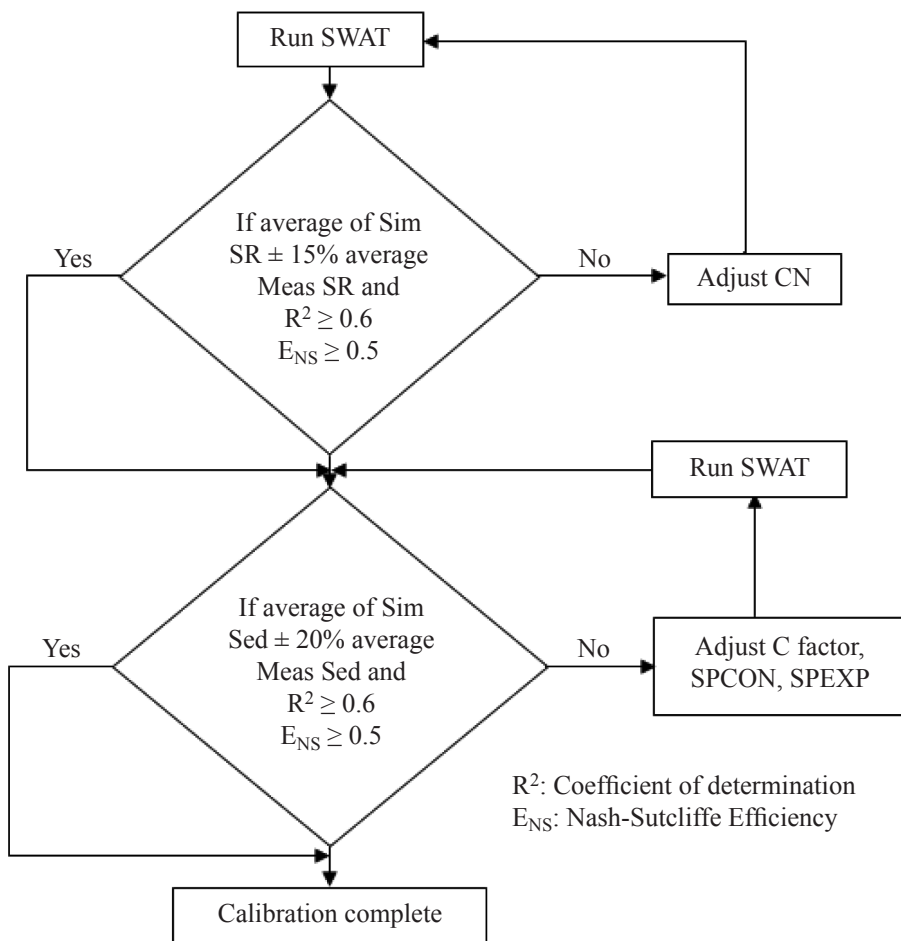 Run SWAT
If average of Sim
SR ± 15% average
Meas SR and
R² ≥ 0.6
E_NS ≥ 0.5
Yes
No
Adjust CN
Run SWAT
If average of Sim
Sed ± 20% average
Meas Sed and
R² ≥ 0.6
E_NS ≥ 0.5
Yes
No
Adjust C factor,
SPCON, SPEXP
R²: Coefficient of determination
E_NS: Nash-Sutcliffe Efficiency
Calibration complete